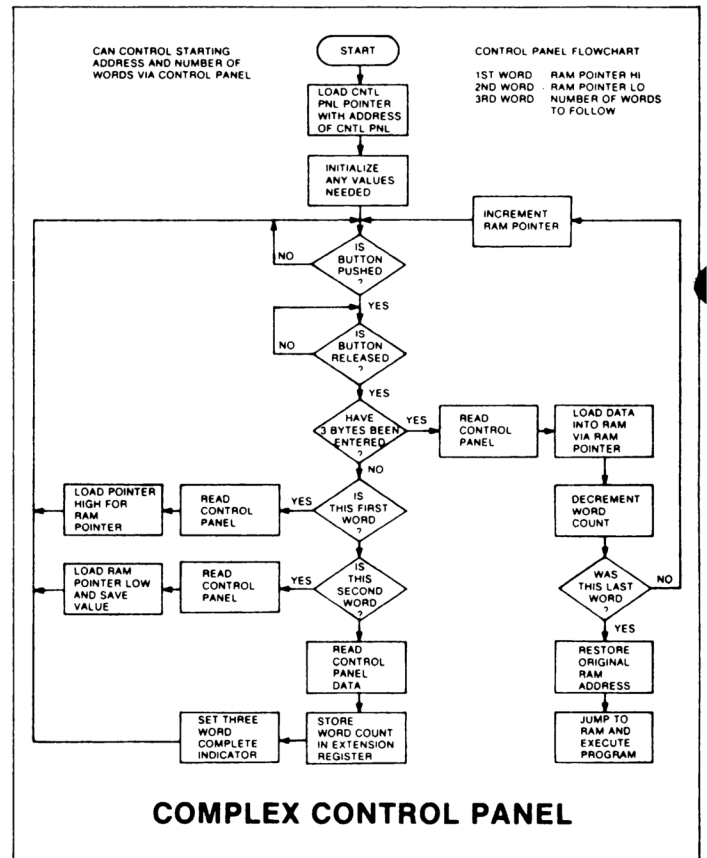 CAN CONTROL STARTING
ADDRESS AND NUMBER OF
WORDS VIA CONTROL PANEL
START
CONTROL PANEL FLOWCHART
1ST WORD RAM POINTER HI
2ND WORD · RAM POINTER LO
3RD WORD NUMBER OF WORDS
TO FOLLOW
LOAD CNTL
PNL POINTER
WITH ADDRESS
OF CNTL PNL
INITIALIZE
ANY VALUES
NEEDED
INCREMENT
RAM POINTER
IS
BUTTON
PUSHED
?
NO
YES
IS
BUTTON
RELEASED
?
NO
YES
HAVE
3 BYTES BEEN
ENTERED
?
YES
READ
CONTROL
PANEL
LOAD DATA
INTO RAM
VIA RAM
POINTER
NO
LOAD POINTER
HIGH FOR
RAM
POINTER
READ
CONTROL
PANEL
YES
IS
THIS FIRST
WORD
?
DECREMENT
WORD
COUNT
LOAD RAM
POINTER LOW
AND SAVE
VALUE
READ
CONTROL
PANEL
YES
IS
THIS
SECOND
WORD
?
WAS
THIS LAST
WORD
?
NO
YES
READ
CONTROL
PANEL
DATA
RESTORE
ORIGINAL
RAM
ADDRESS
SET THREE
WORD
COMPLETE
INDICATOR
STORE
WORD COUNT
IN EXTENSION
REGISTER
JUMP TO
RAM AND
EXECUTE
PROGRAM
COMPLEX CONTROL PANEL